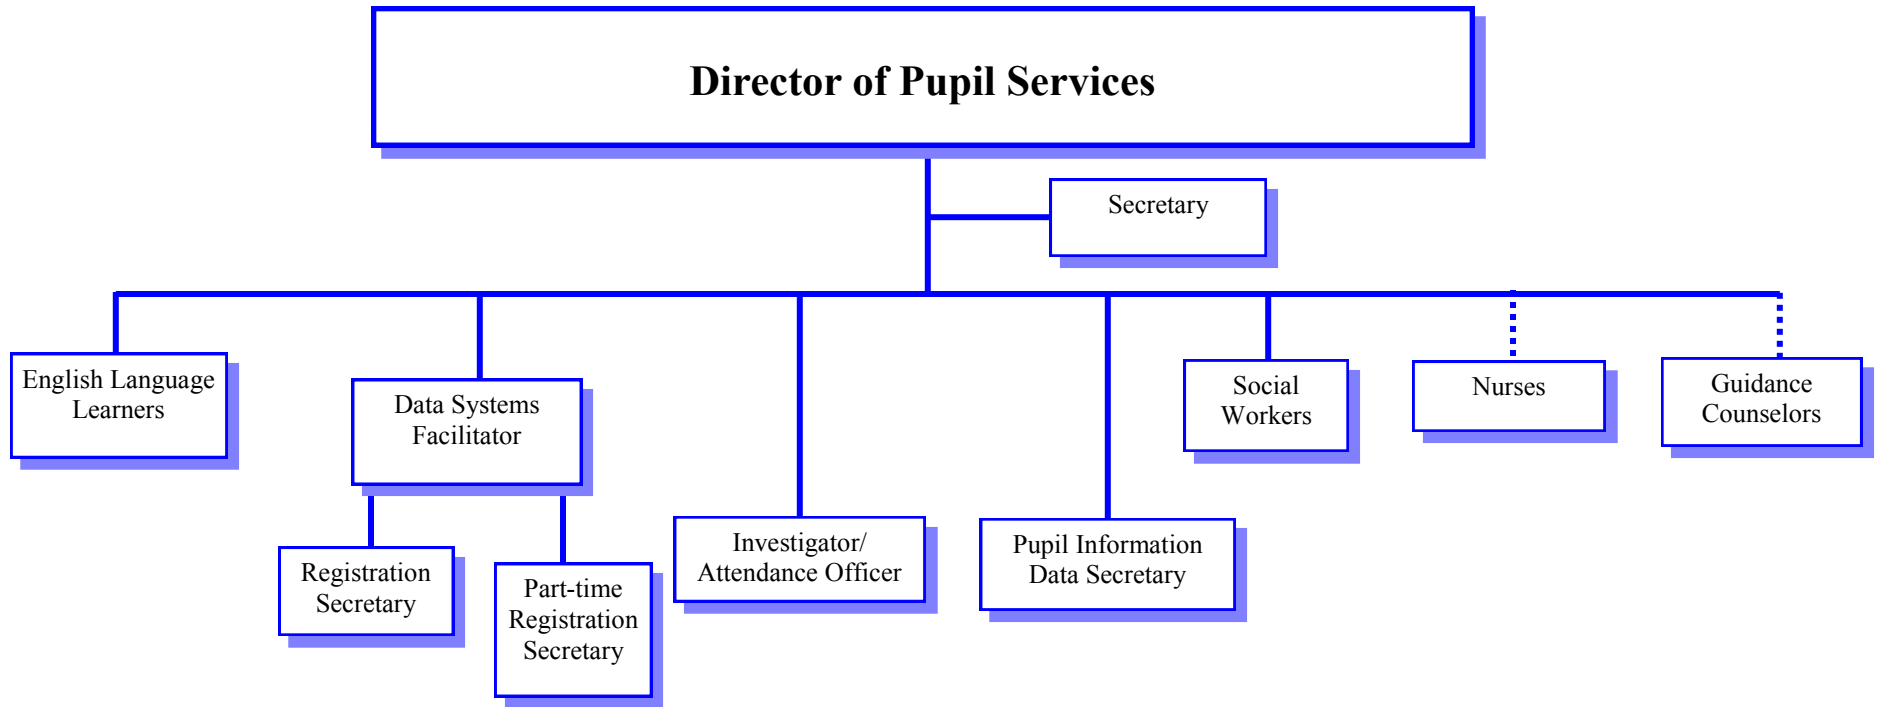 Director of Pupil Services
Secretary
English Language
Learners
Data Systems
Facilitator
Registration
Secretary
Part-time
Registration
Secretary
Investigator/
Attendance Officer
Pupil Information
Data Secretary
Social
Workers
Nurses
Guidance
Counselors